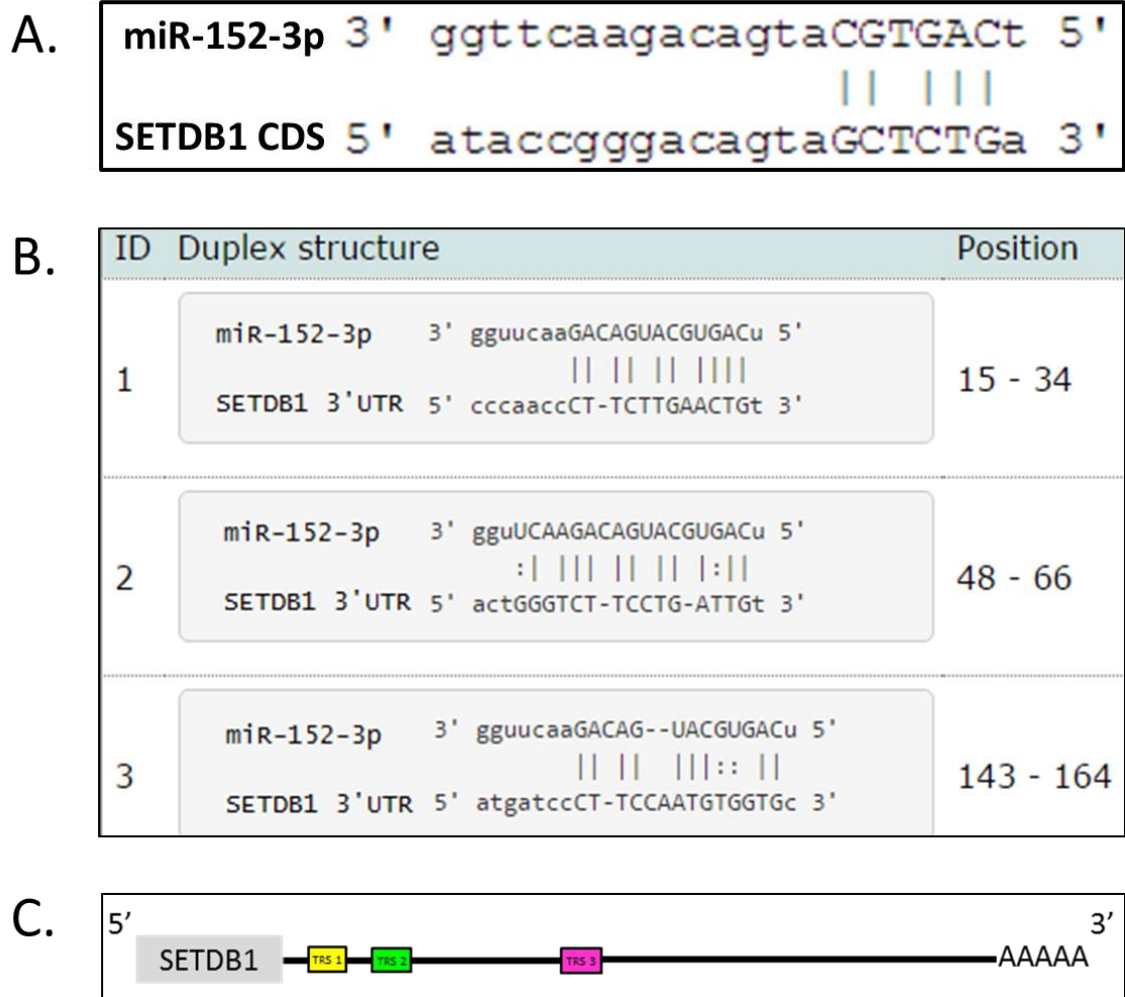 A.
miR-152-3p 3' ggttcaagacagtaCGTGACt 5'
|| |||
SETDB1 CDS 5' ataccgggacagtaGCTCTGa 3'
B.
ID Duplex structure Position
miR-152-3p 3' gguucaaGACAGUACGUGACu 5'
|| || || ||||
1 15 - 34
SETDB1 3'UTR 5' cccaaccCT-TCTTGAACTGt 3'
miR-152-3p 3' gguUCAAGACAGUACGUGACu 5'
:| ||| || || |:||
2 48 - 66
SETDB1 3'UTR 5' actGGGTCT-TCCTG-ATTGt 3'
miR-152-3p 3' gguucaaGACAG--UACGUGACu 5'
|| || |||:: ||
3 143 - 164
SETDB1 3'UTR 5' atgatccCT-TCCAATGTGGTGc 3'
C.
5’ 3’
SETDB1 TRS 1 TRS 2 TRS 3 AAAAA